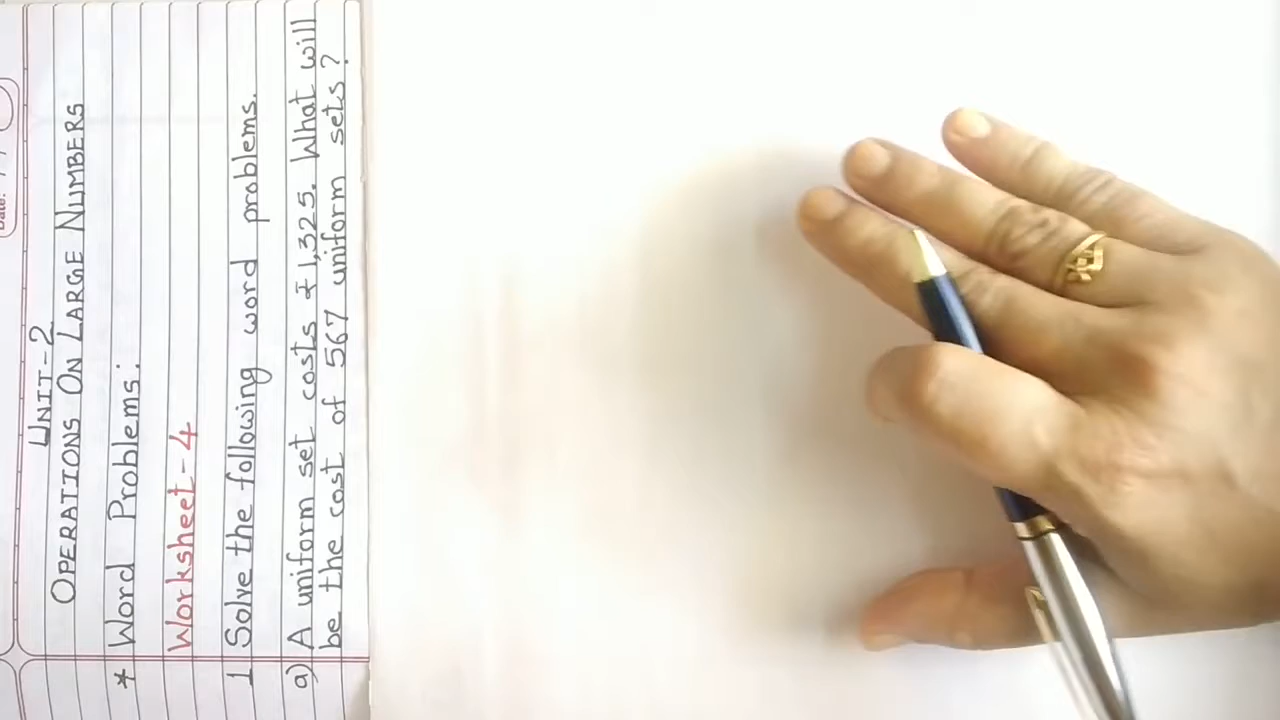 Date: / /
UNIT-2
OPERATIONS ON LARGE NUMBERS
* Word Problems:
Worksheet-4
1 Solve the following word problems.
a) A uniform set costs ₹1,325. What will
be the cost of 567 uniform sets?